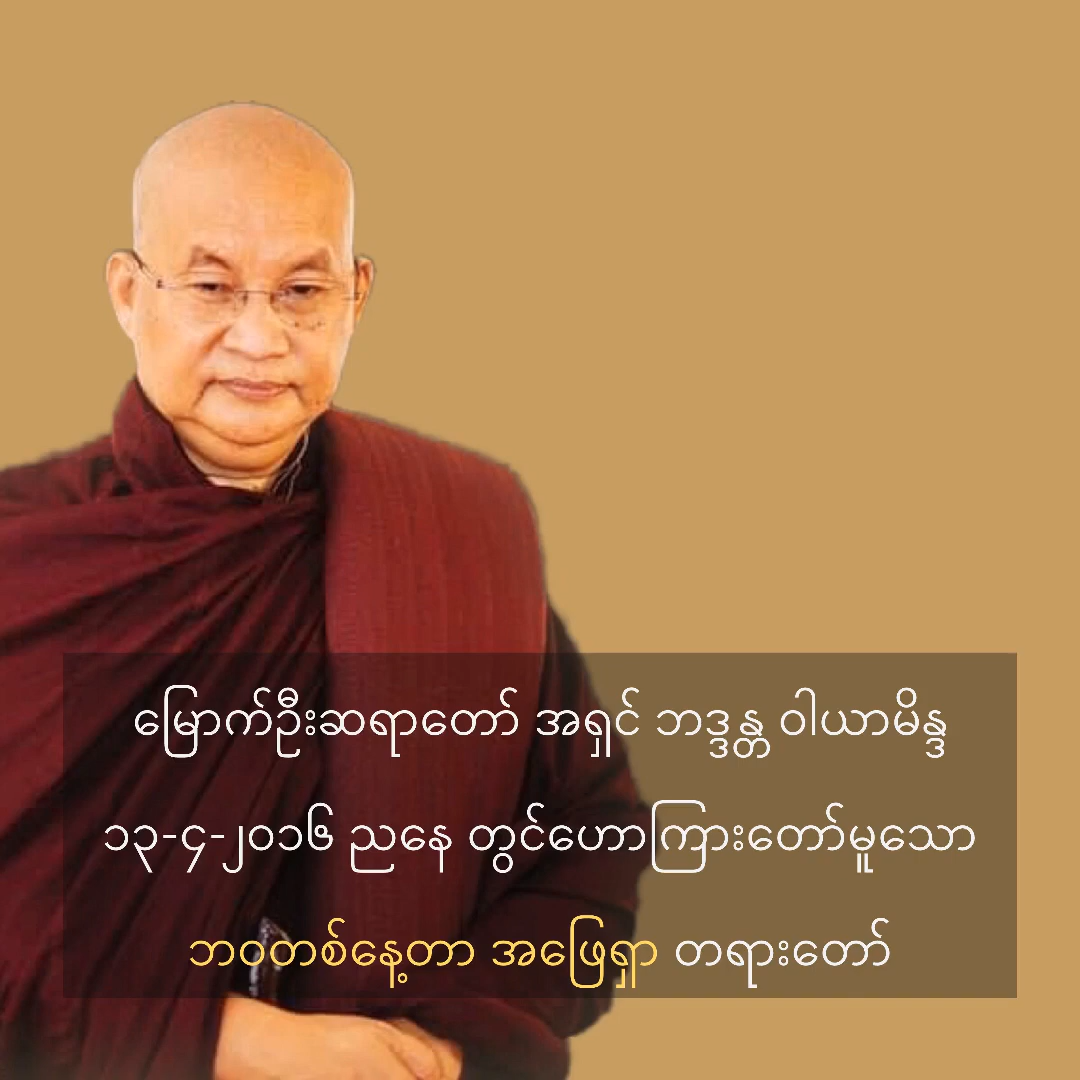 မြောက်ဦးဆရာတော် အရှင် ဘဒ္ဒန္တ ဝါယာမိန္ဒ
၁၃-၄-၂၀၁၆ ညနေ တွင်ဟောကြားတော်မူသော
ဘဝတစ်နေ့တာ အဖြေရှာ တရားတော်